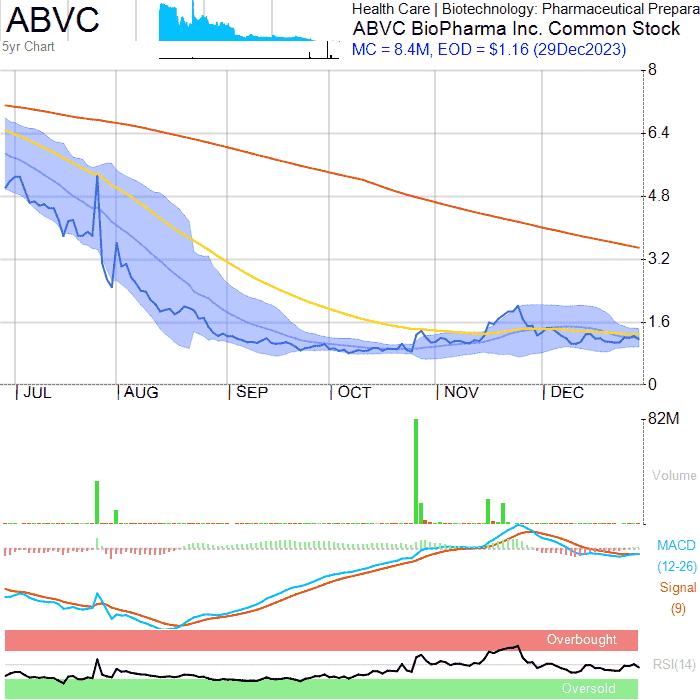 ABVC
5yr Chart
Health Care | Biotechnology: Pharmaceutical Prepara
ABVC BioPharma Inc. Common Stock
MC = 8.4M, EOD = $1.16 (29Dec2023)
8
6.4
4.8
3.2
1.6
0
JUL AUG SEP OCT NOV DEC
82M
Volume
MACD
(12-26)
Signal
(9)
Overbought
RSI(14)
Oversold